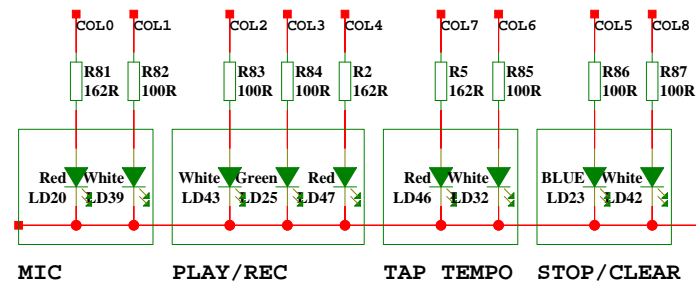 COL0 COL1 COL2 COL3 COL4 COL7 COL6 COL5 COL8
R81 R82 R83 R84 R2 R5 R85 R86 R87
162R 100R 100R 100R 162R 162R 100R 100R 100R
Red White White Green Red Red White BLUE White
LD20 LD39 LD43 LD25 LD47 LD46 LD32 LD23 LD42
MIC PLAY/REC TAP TEMPO STOP/CLEAR